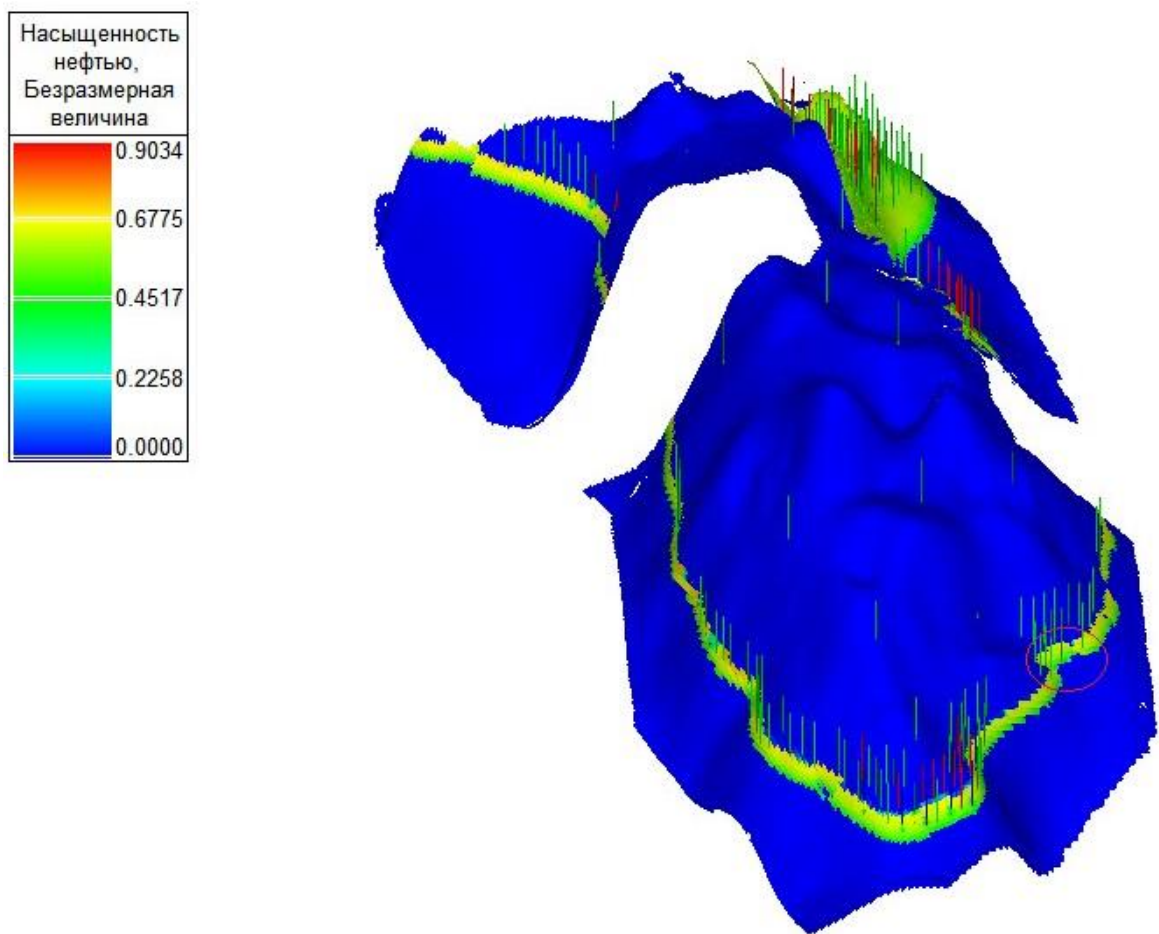 Насыщенность
нефтью,
Безразмерная
величина
0.9034
0.6775
0.4517
0.2258
0.0000